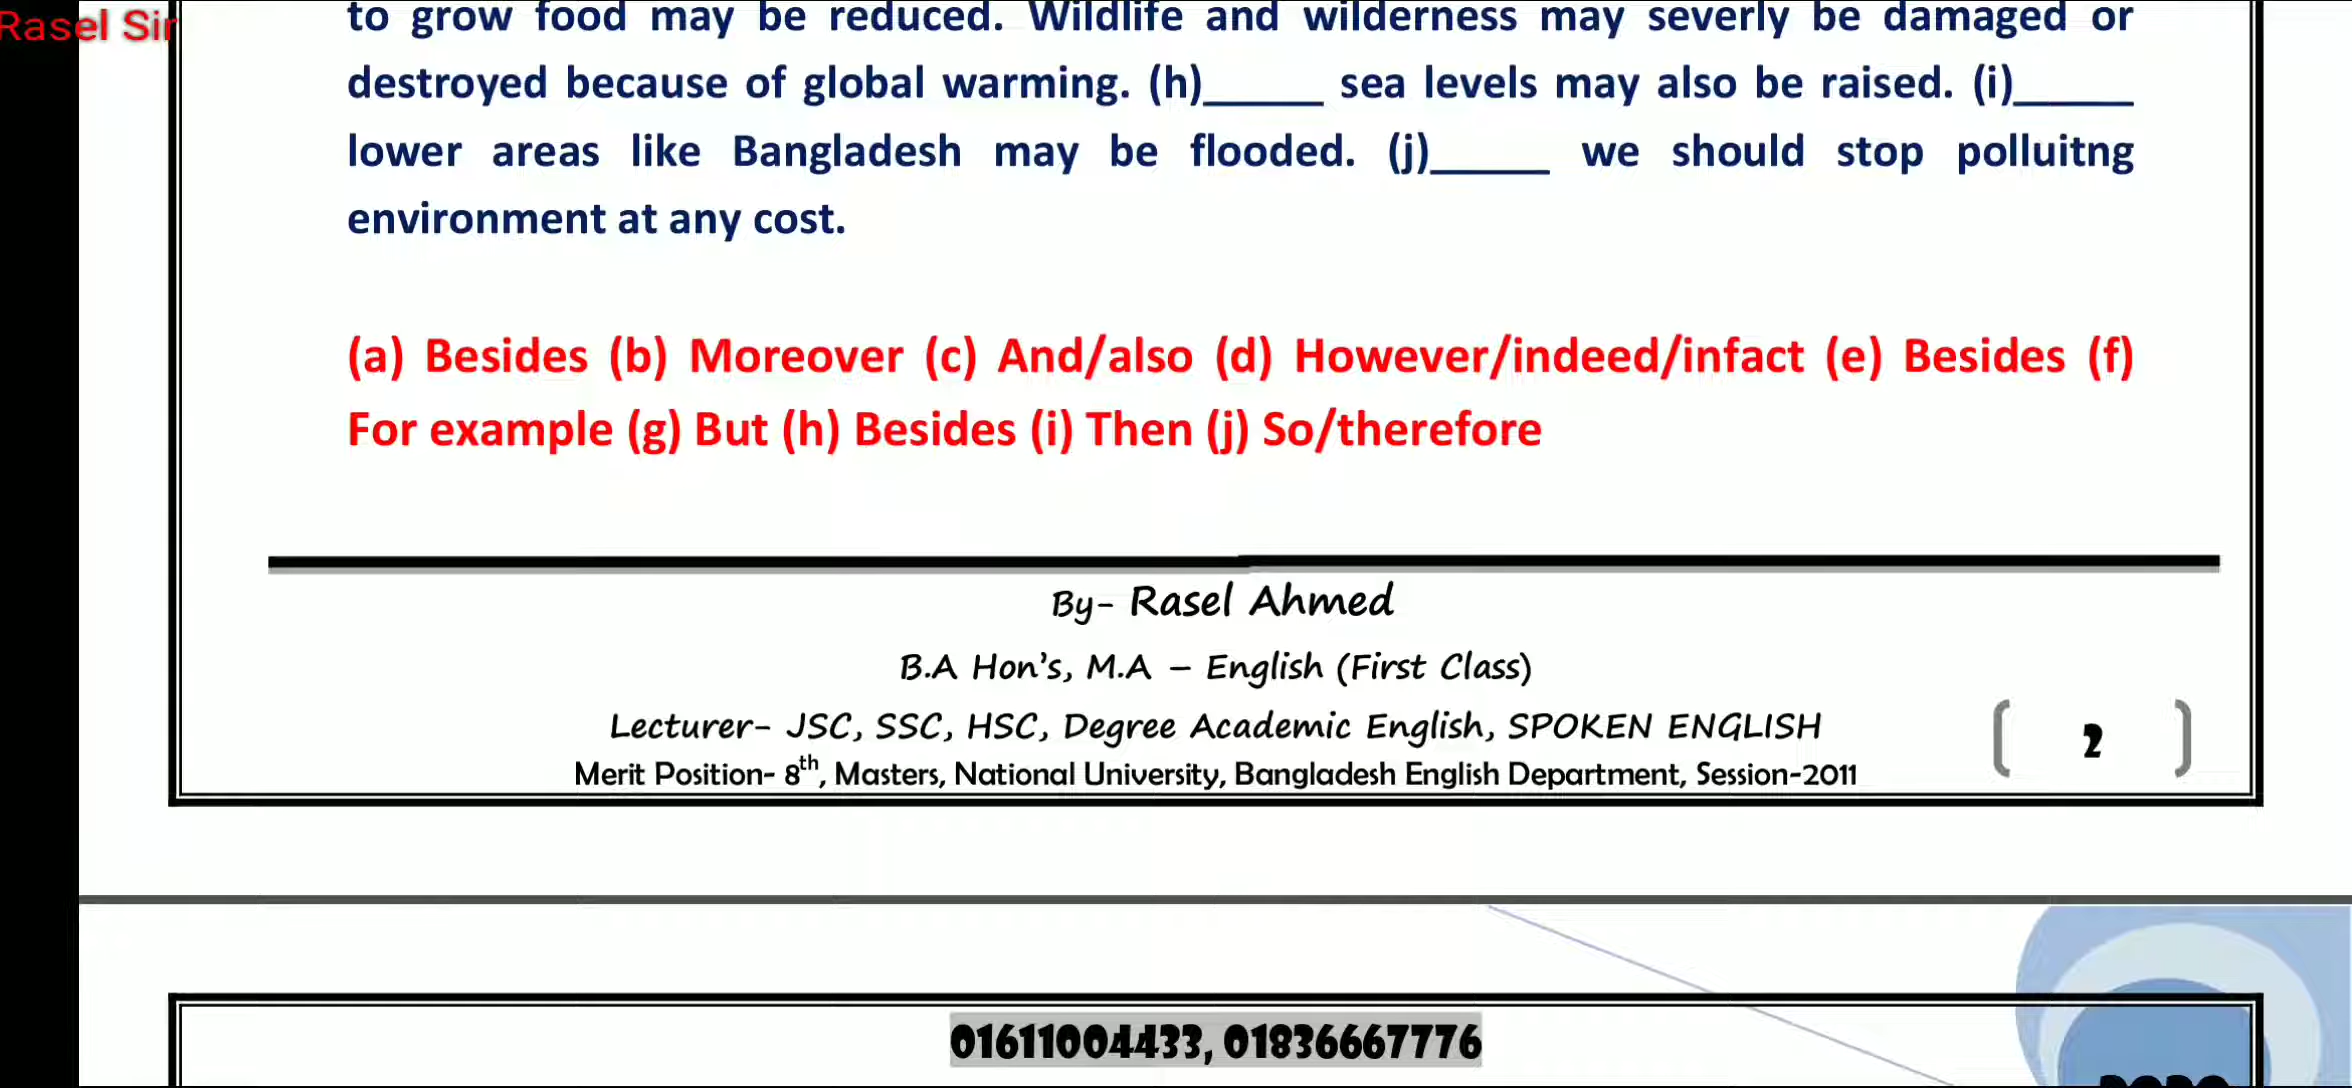 Rasel Sir
to grow food may be reduced. Wildlife and wilderness may severly be damaged or
destroyed because of global warming. (h)_____ sea levels may also be raised. (i)_____
lower areas like Bangladesh may be flooded. (j)_____ we should stop polluitng
environment at any cost.
(a) Besides (b) Moreover (c) And/also (d) However/indeed/infact (e) Besides (f)
For example (g) But (h) Besides (i) Then (j) So/therefore
By- Rasel Ahmed
B.A Hon's, M.A – English (First Class)
Lecturer- JSC, SSC, HSC, Degree Academic English, SPOKEN ENGLISH
Merit Position- 8th, Masters, National University, Bangladesh English Department, Session-2011
2
01611004433, 01836667776